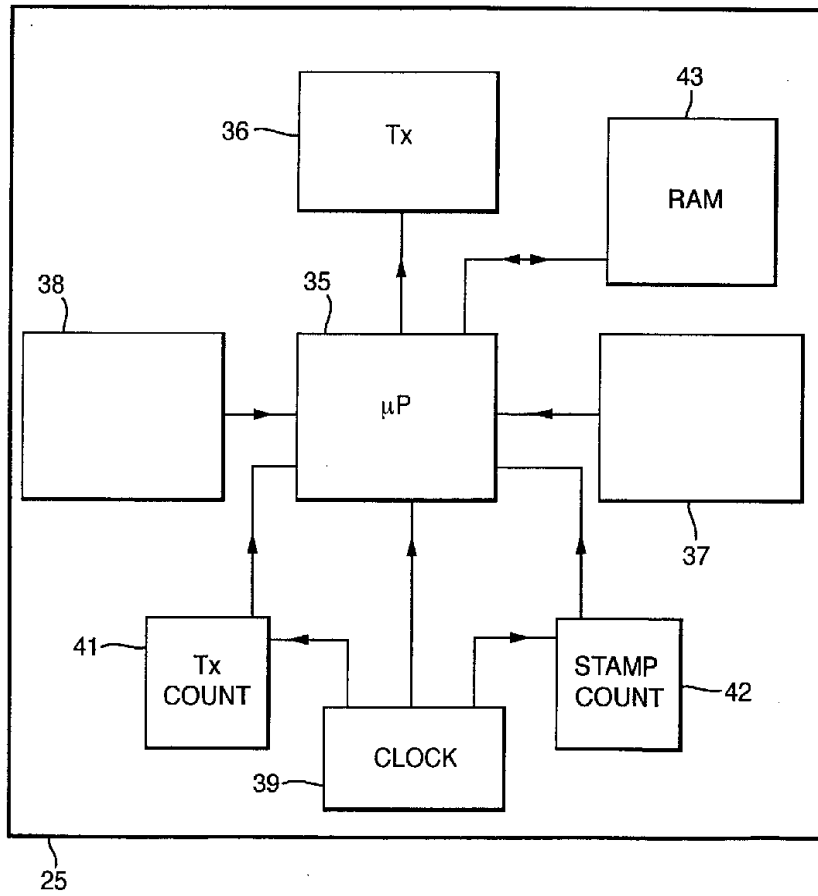 43
36
Tx
RAM
38
35
μP
37
41
Tx
COUNT
STAMP
COUNT
42
CLOCK
39
25